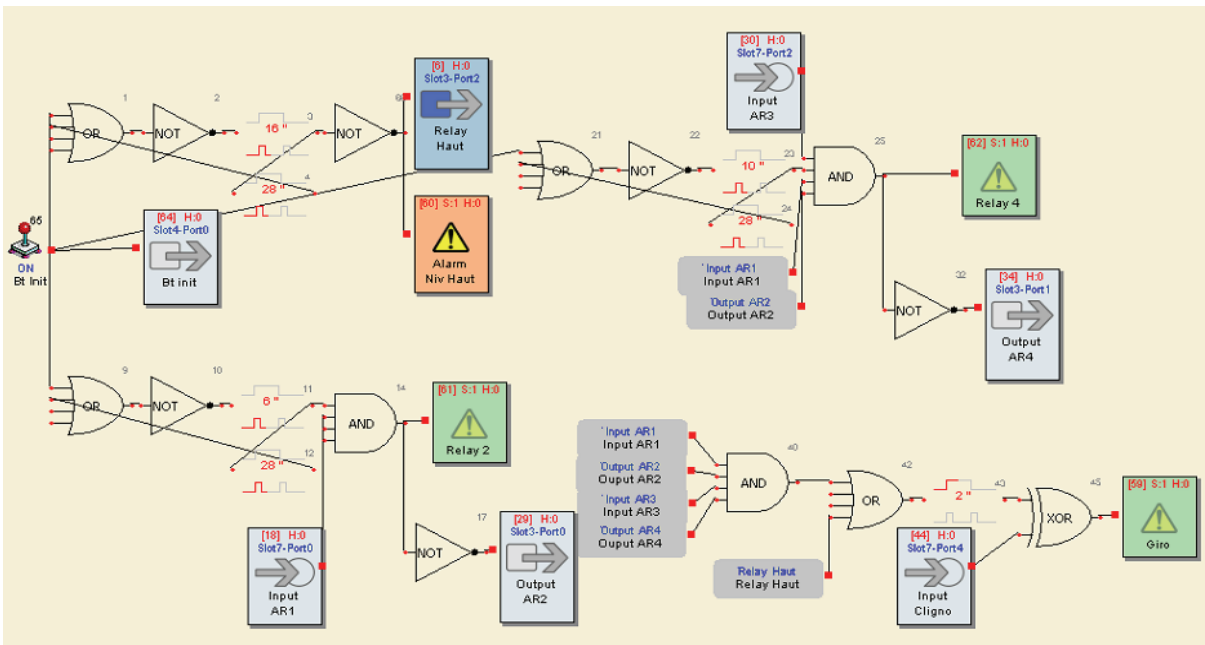 65
ON
Bt Init
1
OR
2
NOT
3
16 "
4
28 "
NOT
[6] H:0
Slot3-Port2
Relay
Haut
[60] S:1 H:0
Alarm
Niv Haut
[64] H:0
Slot4-Port0
Bt init
21
OR
22
NOT
23
10 "
24
28 "
[30] H:0
Slot7-Port2
Input
AR3
25
AND
'Input AR1
Input AR1
'Output AR2
Output AR2
[62] S:1 H:0
Relay 4
32
NOT
[34] H:0
Slot3-Port1
Output
AR4
9
OR
10
NOT
11
6 "
12
28 "
14
AND
[61] S:1 H:0
Relay 2
[18] H:0
Slot7-Port0
Input
AR1
17
NOT
[29] H:0
Slot3-Port0
Output
AR2
'Input AR1
Input AR1
'Output AR2
Ouput AR2
'Input AR3
Input AR3
'Output AR4
Ouput AR4
40
AND
'Relay Haut
Relay Haut
42
OR
43
2 "
[44] H:0
Slot7-Port4
Input
Cligno
45
XOR
[59] S:1 H:0
Giro